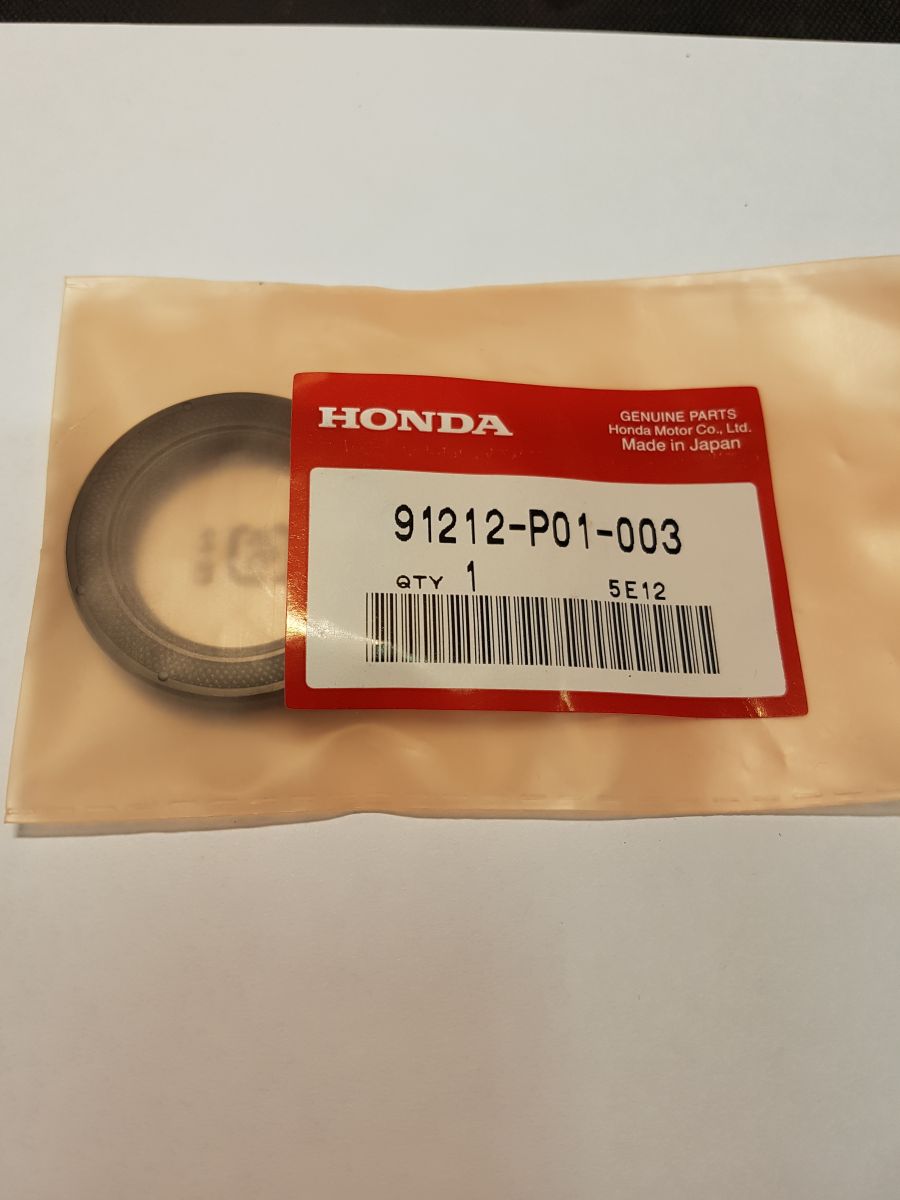 HONDA
GENUINE PARTS
Honda Motor Co., Ltd.
Made in Japan
91212-P01-003
QTY 1 5E12